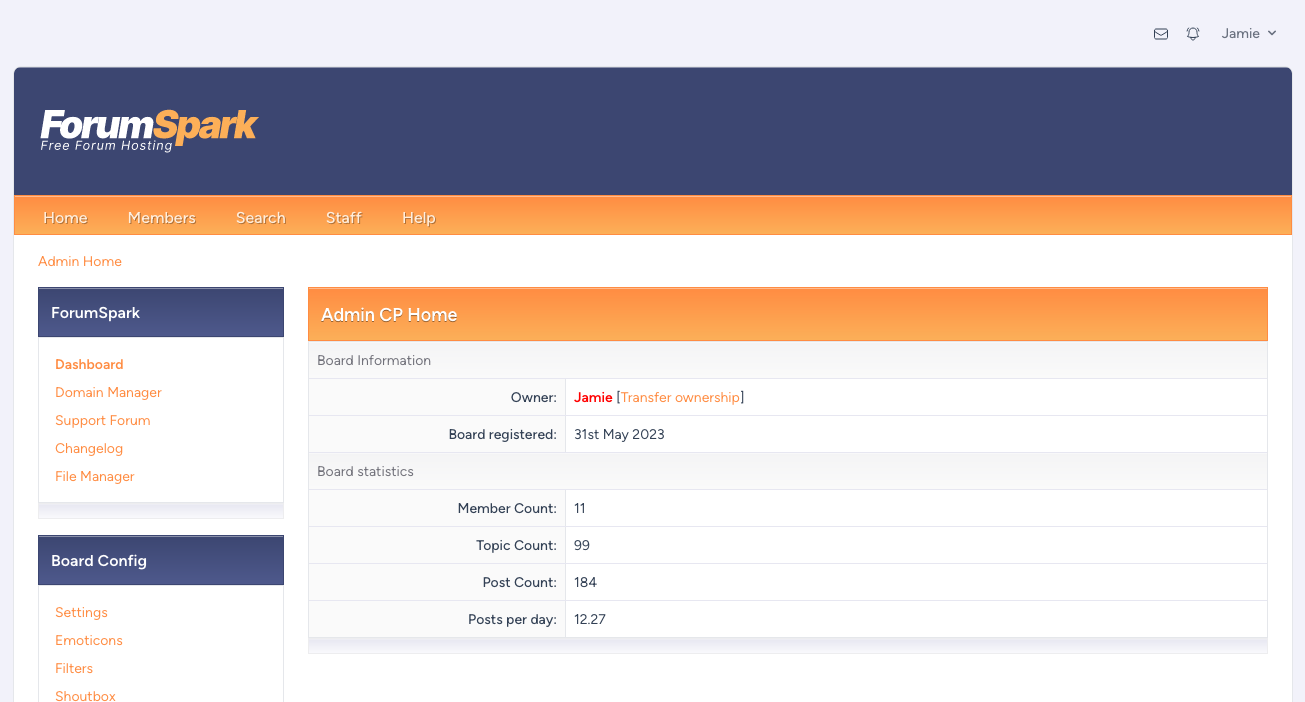 Jamie
ForumSpark
Free Forum Hosting
Home Members Search Staff Help
Admin Home
ForumSpark
Dashboard
Domain Manager
Support Forum
Changelog
File Manager
Board Config
Settings
Emoticons
Filters
Shoutbox
Admin CP Home
Board Information
Owner: Jamie [Transfer ownership]
Board registered: 31st May 2023
Board statistics
Member Count: 11
Topic Count: 99
Post Count: 184
Posts per day: 12.27